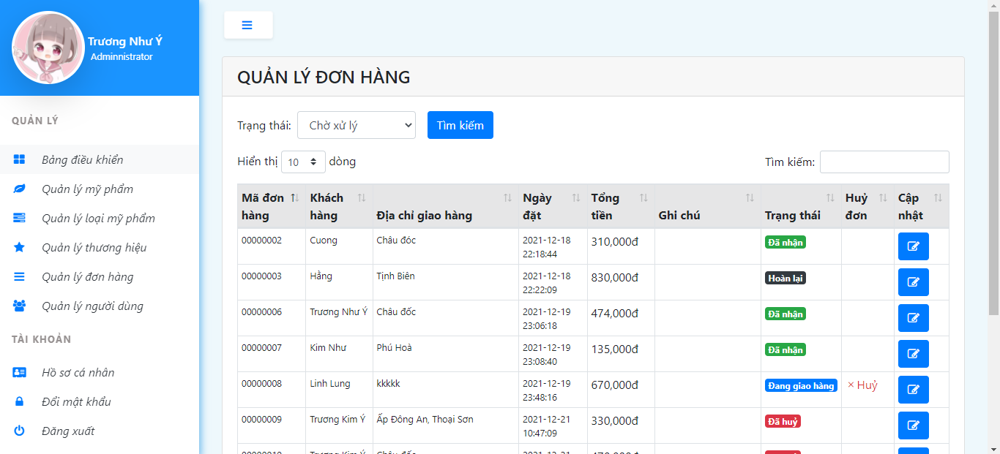 Trương Như Ý
Adminnistrator
QUẢN LÝ
Bảng điều khiển
Quản lý mỹ phẩm
Quản lý loại mỹ phẩm
Quản lý thương hiệu
Quản lý đơn hàng
Quản lý người dùng
TÀI KHOẢN
Hồ sơ cá nhân
Đổi mật khẩu
Đăng xuất
QUẢN LÝ ĐƠN HÀNG
Trạng thái: Chờ xử lý Tìm kiếm
Hiển thị 10 dòng Tìm kiếm:
Mã đơn hàng Khách hàng Địa chỉ giao hàng Ngày đặt Tổng tiền Ghi chú Trạng thái Huỷ đơn Cập nhật
00000002 Cuong Châu đóc 2021-12-18 22:18:44 310,000đ Đã nhận
00000003 Hằng Tịnh Biên 2021-12-18 22:22:09 830,000đ Hoàn lại
00000006 Trương Như Ý Châu đốc 2021-12-19 23:06:18 474,000đ Đã nhận
00000007 Kim Như Phú Hoà 2021-12-19 23:08:40 135,000đ Đã nhận
00000008 Linh Lung kkkkk 2021-12-19 23:48:16 670,000đ Đang giao hàng × Huỷ
00000009 Trương Kim Ý Ấp Đông An, Thoại Sơn 2021-12-21 10:47:09 330,000đ Đã huỷ